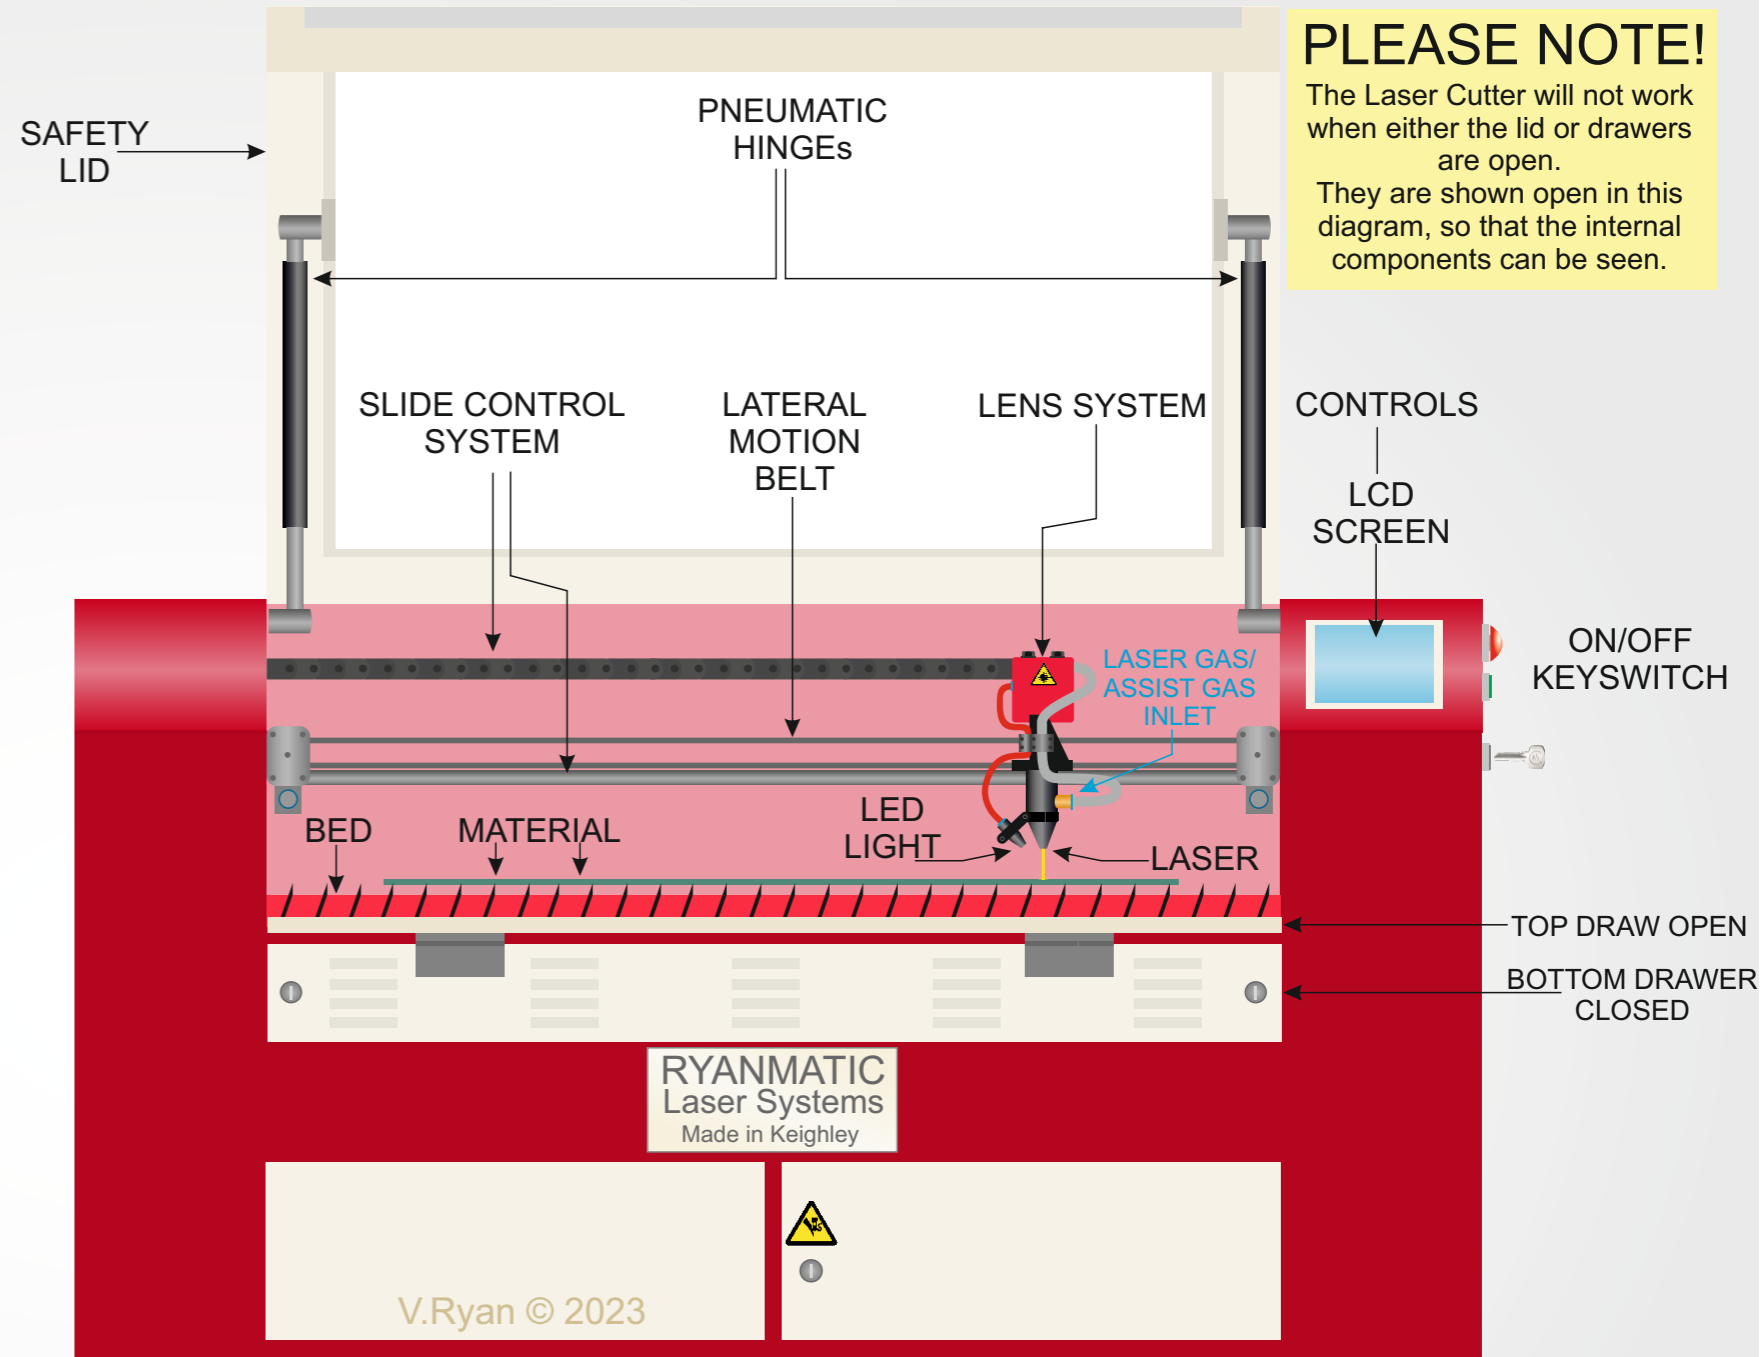 PLEASE NOTE!
The Laser Cutter will not work
when either the lid or drawers
are open.
They are shown open in this
diagram, so that the internal
components can be seen.
SAFETY
LID
PNEUMATIC
HINGEs
SLIDE CONTROL
SYSTEM
LATERAL
MOTION
BELT
LENS SYSTEM
CONTROLS
LCD
SCREEN
ON/OFF
KEYSWITCH
LASER GAS/
ASSIST GAS
INLET
BED
MATERIAL
LED
LIGHT
LASER
TOP DRAW OPEN
BOTTOM DRAWER
CLOSED
RYANMATIC
Laser Systems
Made in Keighley
V.Ryan © 2023